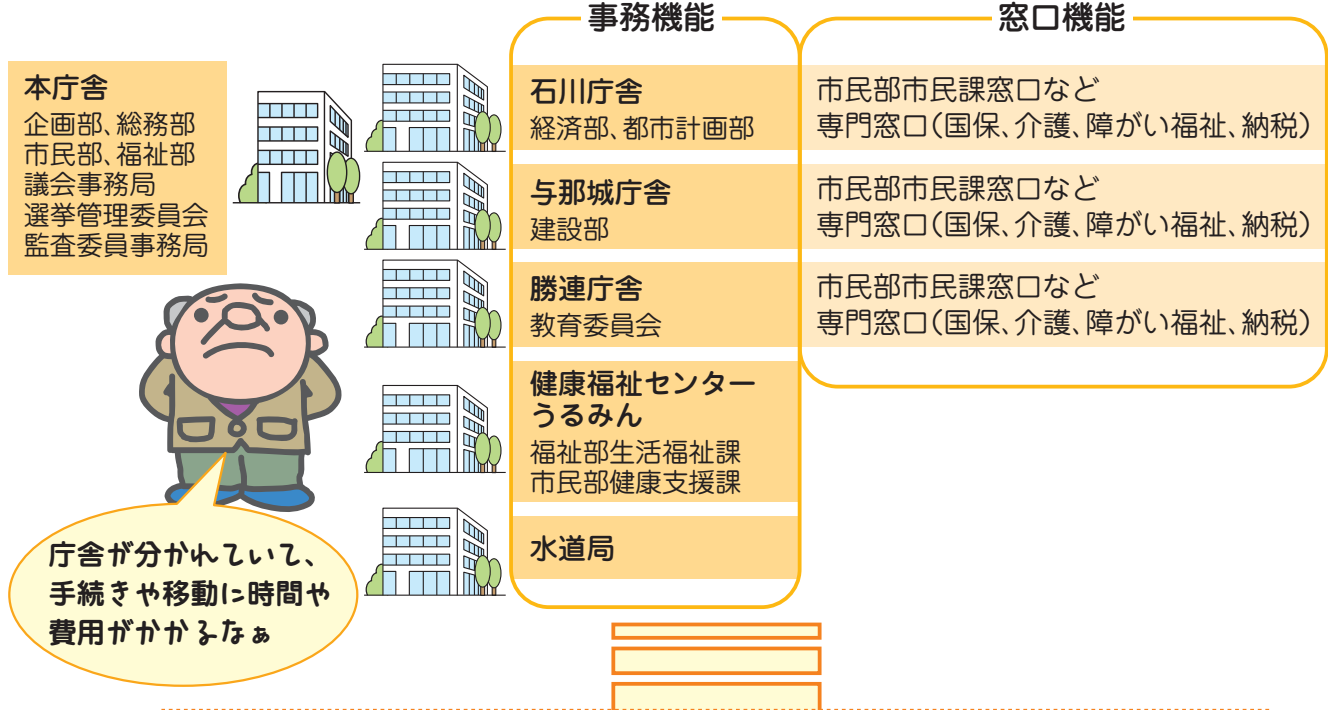 事務機能
窓口機能
本庁舎
企画部、総務部
市民部、福祉部
議会事務局
選挙管理委員会
監査委員事務局
石川庁舎
経済部、都市計画部
市民部市民課窓口など
専門窓口(国保、介護、障がい福祉、納税)
与那城庁舎
建設部
市民部市民課窓口など
専門窓口(国保、介護、障がい福祉、納税)
勝連庁舎
教育委員会
市民部市民課窓口など
専門窓口(国保、介護、障がい福祉、納税)
健康福祉センター
うるみん
福祉部生活福祉課
市民部健康支援課
水道局
庁舎が分かれていて、
手続きや移動に時間や
費用がかかるなぁ